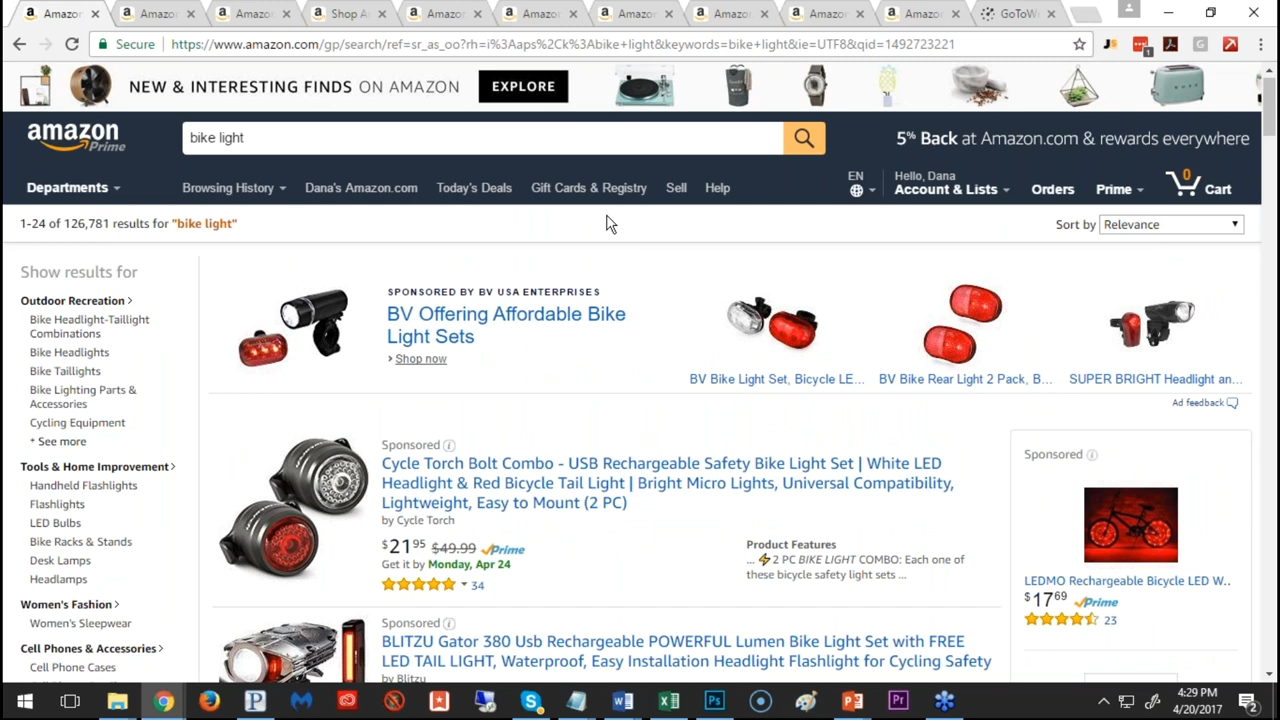 Amazon
Amazon
Amazon
Shop A
Amazon
Amazon
Amazon
Amazon
Amazon
Amazon
GoToW
Secure https://www.amazon.com/gp/search/ref=sr_as_oo?rh=i%3Aaps%2Ck%3Abike+light&keywords=bike+light&ie=UTF8&qid=1492723221
NEW & INTERESTING FINDS ON AMAZON EXPLORE
amazon Prime
bike light
5% Back at Amazon.com & rewards everywhere
Departments
Browsing History
Dana's Amazon.com
Today's Deals
Gift Cards & Registry
Sell
Help
EN
Hello, Dana
Account & Lists
Orders
Prime
0
Cart
1-24 of 126,781 results for "bike light"
Sort by Relevance
Show results for
Outdoor Recreation >
Bike Headlight-Taillight
Combinations
Bike Headlights
Bike Taillights
Bike Lighting Parts &
Accessories
Cycling Equipment
See more
Tools & Home Improvement >
Handheld Flashlights
Flashlights
LED Bulbs
Bike Racks & Stands
Desk Lamps
Headlamps
Women's Fashion >
Women's Sleepwear
Cell Phones & Accessories >
Cell Phone Cases
SPONSORED BY BV USA ENTERPRISES
BV Offering Affordable Bike
Light Sets
› Shop now
BV Bike Light Set, Bicycle LE...
BV Bike Rear Light 2 Pack, B...
SUPER BRIGHT Headlight an...
Ad feedback
Sponsored
Cycle Torch Bolt Combo - USB Rechargeable Safety Bike Light Set | White LED
Headlight & Red Bicycle Tail Light | Bright Micro Lights, Universal Compatibility,
Lightweight, Easy to Mount (2 PC)
by Cycle Torch
$21 95 $49.99 Prime
Get it by Monday, Apr 24
34
Product Features
... ⚡2 PC BIKE LIGHT COMBO: Each one of
these bicycle safety light sets ...
Sponsored
BLITZU Gator 380 Usb Rechargeable POWERFUL Lumen Bike Light Set with FREE
LED TAIL LIGHT, Waterproof, Easy Installation Headlight Flashlight for Cycling Safety
by Blitzu
Sponsored
LEDMO Rechargeable Bicycle LED W..
$17 69 Prime
23
4:29 PM
4/20/2017
2